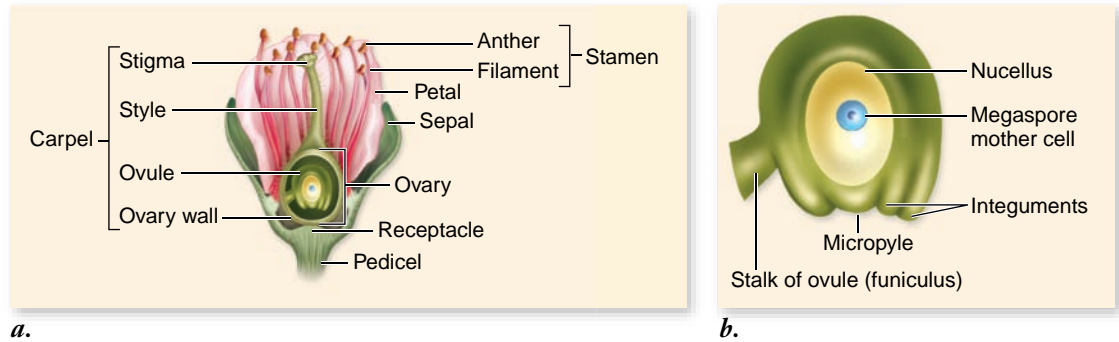 Stigma
Style
Carpel
Ovule
Ovary wall
Anther
Filament
Stamen
Petal
Sepal
Ovary
Receptacle
Pedicel
a.
Nucellus
Megaspore
mother cell
Integuments
Micropyle
Stalk of ovule (funiculus)
b.